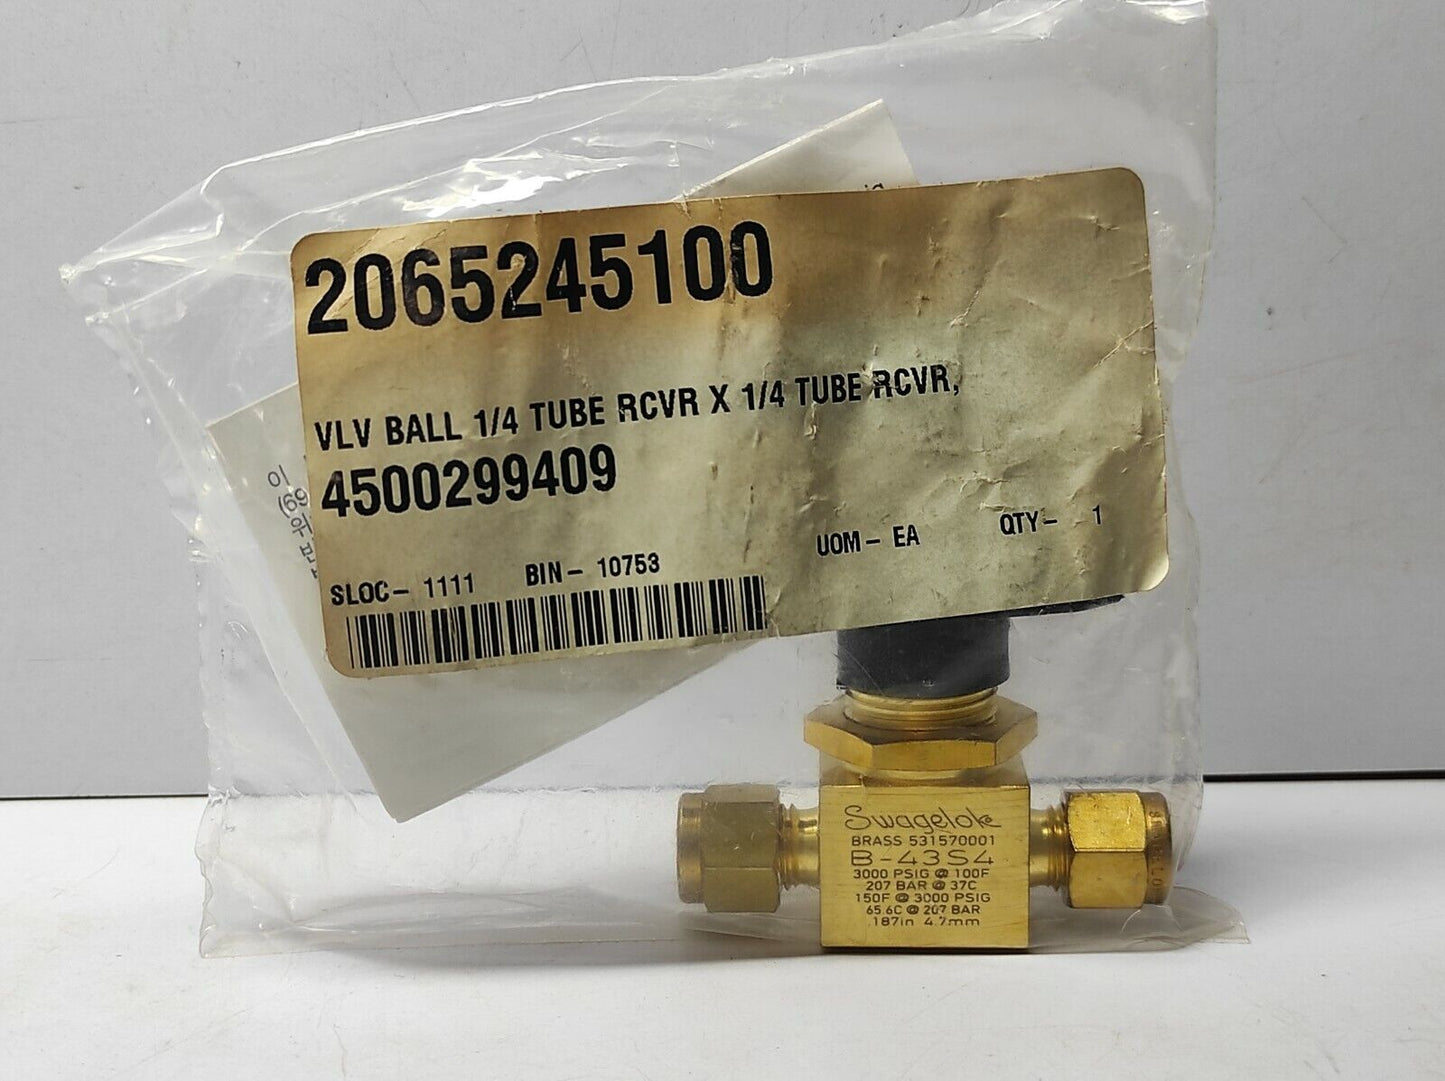 2065245100
VLV BALL 1/4 TUBE RCVR X 1/4 TUBE RCVR,
4500299409
UOM- EA QTY- 1
SLOC- 1111 BIN- 10753
Swagelok
BRASS 531570001
B-43S4
3000 PSIG @ 100F
207 BAR @ 37C
150F @ 3000 PSIG
65.6C @ 207 BAR
.187in 4.7mm